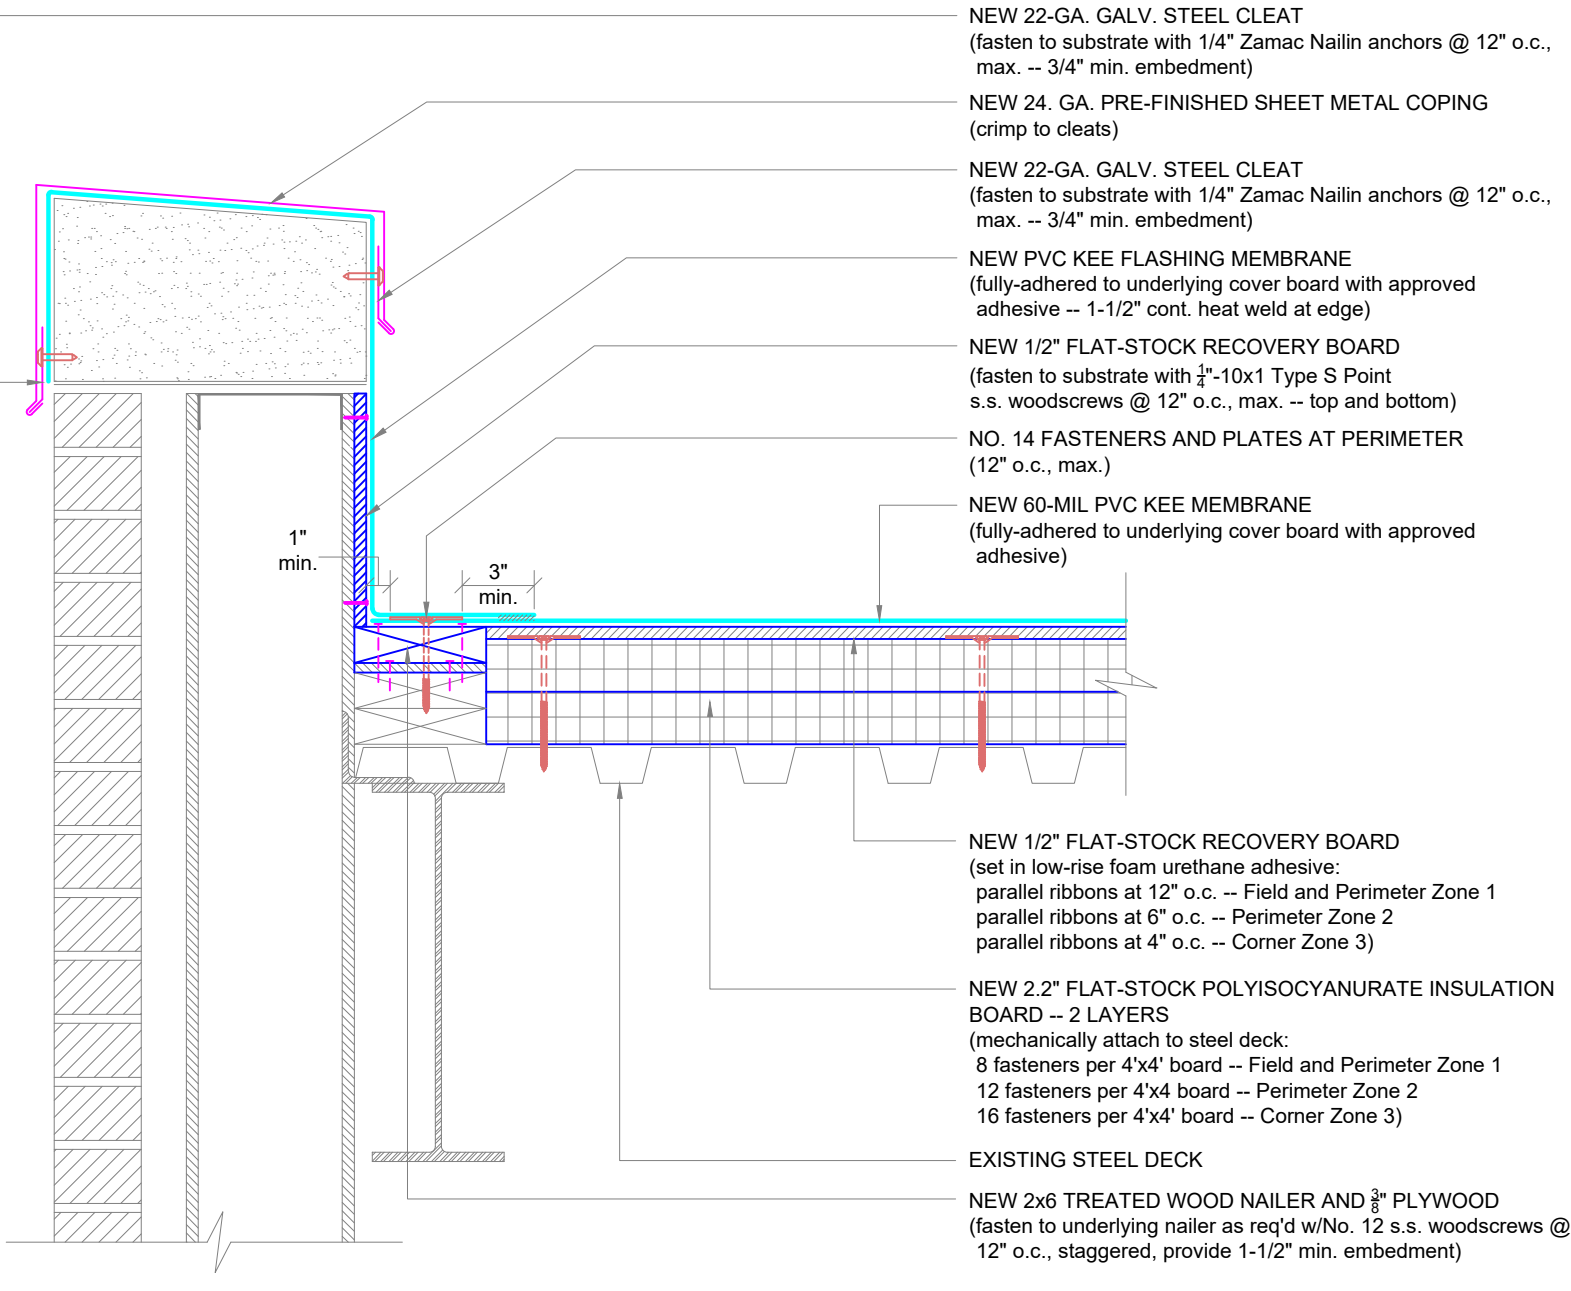 NEW 22-GA. GALV. STEEL CLEAT
(fasten to substrate with 1/4" Zamac Nailin anchors @ 12" o.c.,
max. -- 3/4" min. embedment)
NEW 24. GA. PRE-FINISHED SHEET METAL COPING
(crimp to cleats)
NEW 22-GA. GALV. STEEL CLEAT
(fasten to substrate with 1/4" Zamac Nailin anchors @ 12" o.c.,
max. -- 3/4" min. embedment)
NEW PVC KEE FLASHING MEMBRANE
(fully-adhered to underlying cover board with approved
adhesive -- 1-1/2" cont. heat weld at edge)
NEW 1/2" FLAT-STOCK RECOVERY BOARD
(fasten to substrate with 1/4"-10x1 Type S Point
s.s. woodscrews @ 12" o.c., max. -- top and bottom)
NO. 14 FASTENERS AND PLATES AT PERIMETER
(12" o.c., max.)
NEW 60-MIL PVC KEE MEMBRANE
(fully-adhered to underlying cover board with approved
adhesive)
1"
min.
3"
min.
NEW 1/2" FLAT-STOCK RECOVERY BOARD
(set in low-rise foam urethane adhesive:
parallel ribbons at 12" o.c. -- Field and Perimeter Zone 1
parallel ribbons at 6" o.c. -- Perimeter Zone 2
parallel ribbons at 4" o.c. -- Corner Zone 3)
NEW 2.2" FLAT-STOCK POLYISOCYANURATE INSULATION
BOARD -- 2 LAYERS
(mechanically attach to steel deck:
8 fasteners per 4'x4' board -- Field and Perimeter Zone 1
12 fasteners per 4'x4 board -- Perimeter Zone 2
16 fasteners per 4'x4' board -- Corner Zone 3)
EXISTING STEEL DECK
NEW 2x6 TREATED WOOD NAILER AND 3/8" PLYWOOD
(fasten to underlying nailer as req'd w/No. 12 s.s. woodscrews @
12" o.c., staggered, provide 1-1/2" min. embedment)